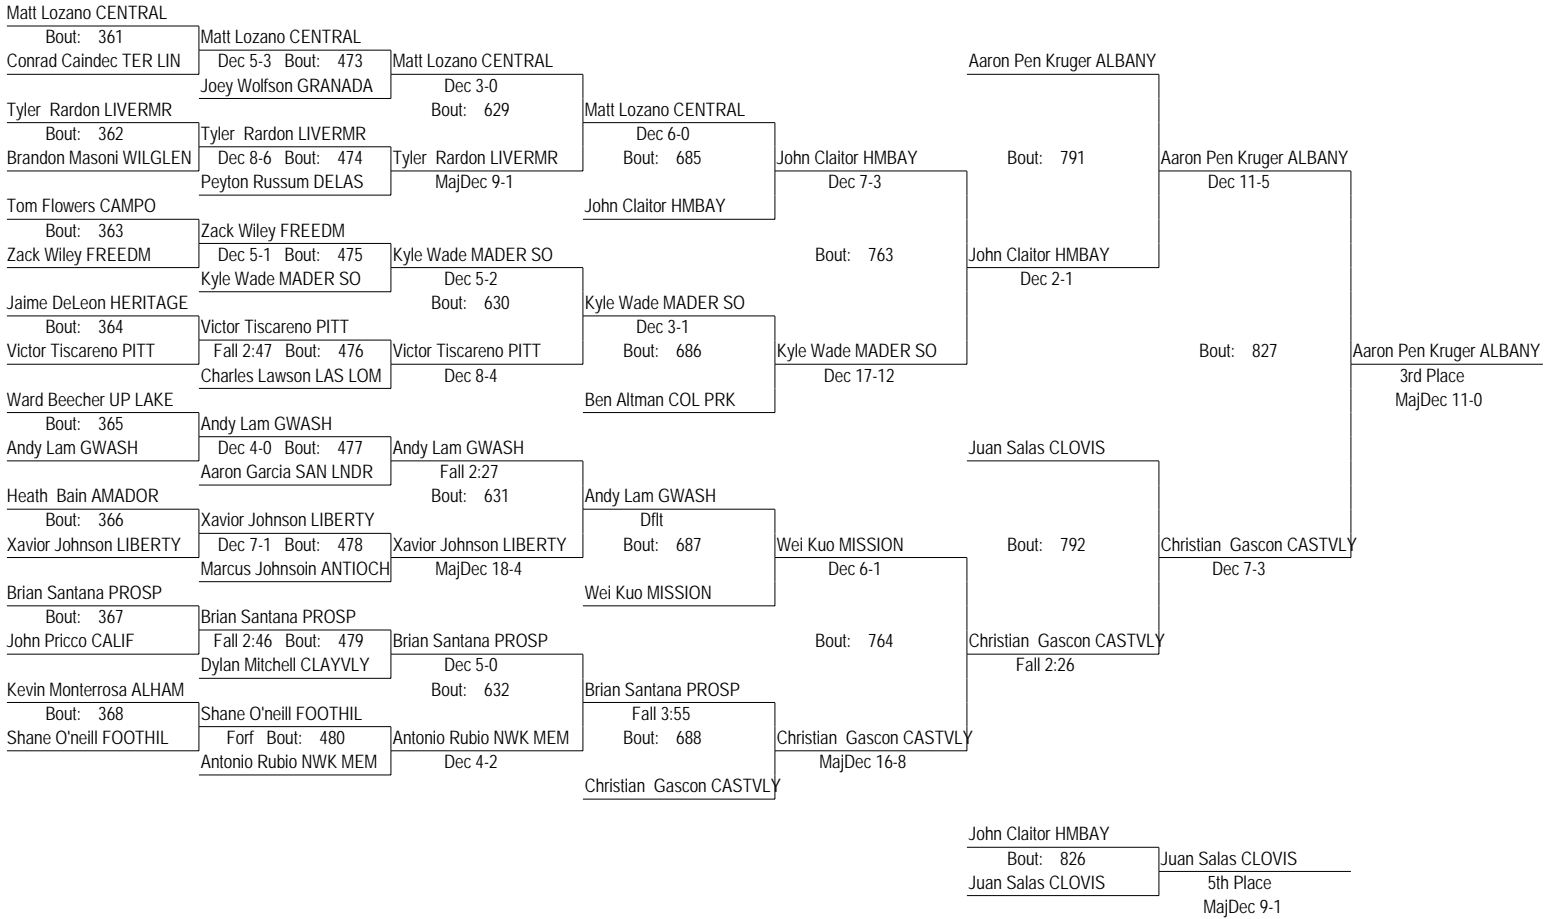 Matt Lozano CENTRAL
Bout: 361
Conrad Caindec TER LIN
Tyler Rardon LIVERMR
Bout: 362
Brandon Masoni WILGLEN
Tom Flowers CAMPO
Bout: 363
Zack Wiley FREEDM
Jaime DeLeon HERITAGE
Bout: 364
Victor Tiscareno PITT
Ward Beecher UP LAKE
Bout: 365
Andy Lam GWASH
Heath Bain AMADOR
Bout: 366
Xavior Johnson LIBERTY
Brian Santana PROSP
Bout: 367
John Pricco CALIF
Kevin Monterrosa ALHAM
Bout: 368
Shane O'neill FOOTHIL
Matt Lozano CENTRAL
Dec 5-3 Bout: 473
Joey Wolfson GRANADA
Tyler Rardon LIVERMR
Dec 8-6 Bout: 474
Peyton Russum DELAS
Zack Wiley FREEDM
Dec 5-1 Bout: 475
Kyle Wade MADER SO
Victor Tiscareno PITT
Fall 2:47 Bout: 476
Charles Lawson LAS LOM
Andy Lam GWASH
Dec 4-0 Bout: 477
Aaron Garcia SAN LNDR
Xavior Johnson LIBERTY
Dec 7-1 Bout: 478
Marcus Johnsoin ANTIOCH
Brian Santana PROSP
Fall 2:46 Bout: 479
Dylan Mitchell CLAYVLY
Shane O'neill FOOTHIL
Forf Bout: 480
Antonio Rubio NWK MEM
Matt Lozano CENTRAL
Dec 3-0
Bout: 629
Tyler Rardon LIVERMR
MajDec 9-1
Kyle Wade MADER SO
Dec 5-2
Bout: 630
Victor Tiscareno PITT
Dec 8-4
Andy Lam GWASH
Fall 2:27
Bout: 631
Xavior Johnson LIBERTY
MajDec 18-4
Brian Santana PROSP
Dec 5-0
Bout: 632
Antonio Rubio NWK MEM
Dec 4-2
Matt Lozano CENTRAL
Dec 6-0
Bout: 685
John Claitor HMBAY
Kyle Wade MADER SO
Dec 3-1
Bout: 686
Ben Altman COL PRK
Andy Lam GWASH
Dflt
Bout: 687
Wei Kuo MISSION
Brian Santana PROSP
Fall 3:55
Bout: 688
Christian Gascon CASTVLY
John Claitor HMBAY
Dec 7-3
Bout: 763
Kyle Wade MADER SO
Dec 17-12
Wei Kuo MISSION
Dec 6-1
Bout: 764
Christian Gascon CASTVLY
MajDec 16-8
Aaron Pen Kruger ALBANY
Bout: 791
John Claitor HMBAY
Dec 2-1
Juan Salas CLOVIS
Bout: 792
Christian Gascon CASTVLY
Fall 2:26
Aaron Pen Kruger ALBANY
Dec 11-5
Bout: 827
Christian Gascon CASTVLY
Dec 7-3
Aaron Pen Kruger ALBANY
3rd Place
MajDec 11-0
John Claitor HMBAY
Bout: 826
Juan Salas CLOVIS
Juan Salas CLOVIS
5th Place
MajDec 9-1